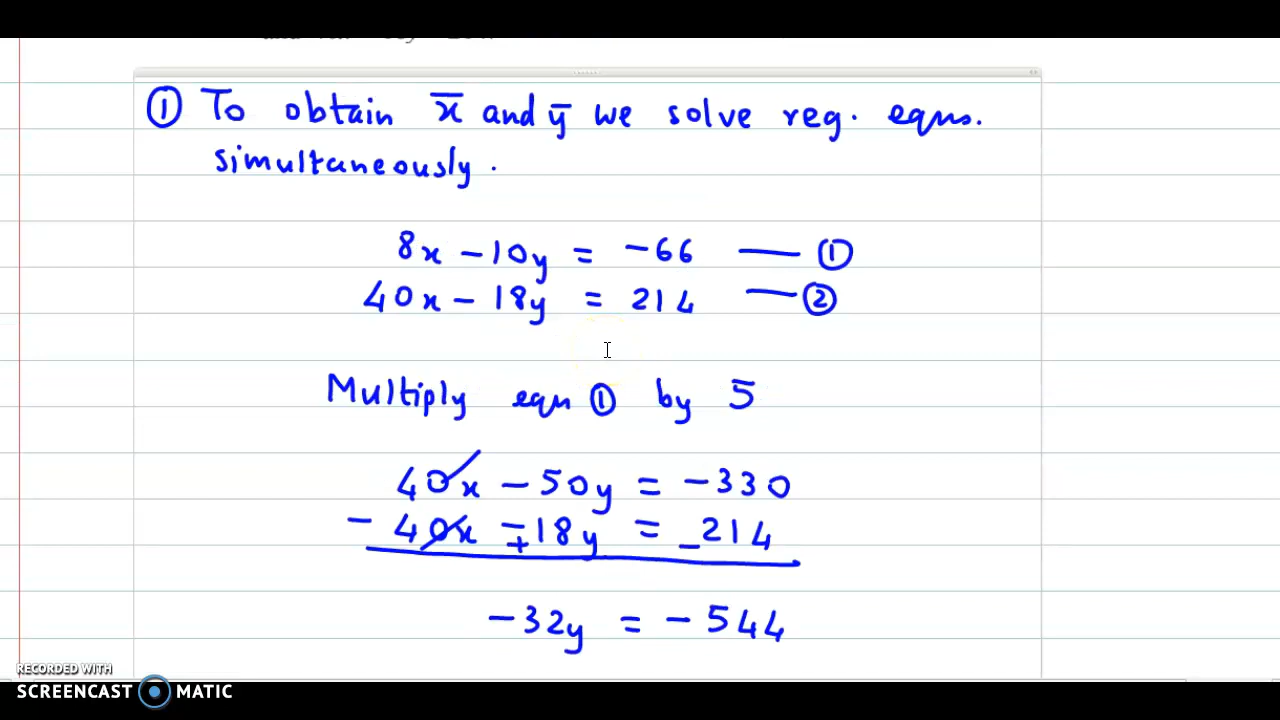 ① To obtain x̄ and ȳ we solve reg. eqns.
simultaneously.
8x - 10y = -66 — ①
40x - 18y = 214 — ②
Multiply eqn ① by 5
40x - 50y = -330
- 40x -+18y = _214
-32y = -544
RECORDED WITH
SCREENCAST MATIC